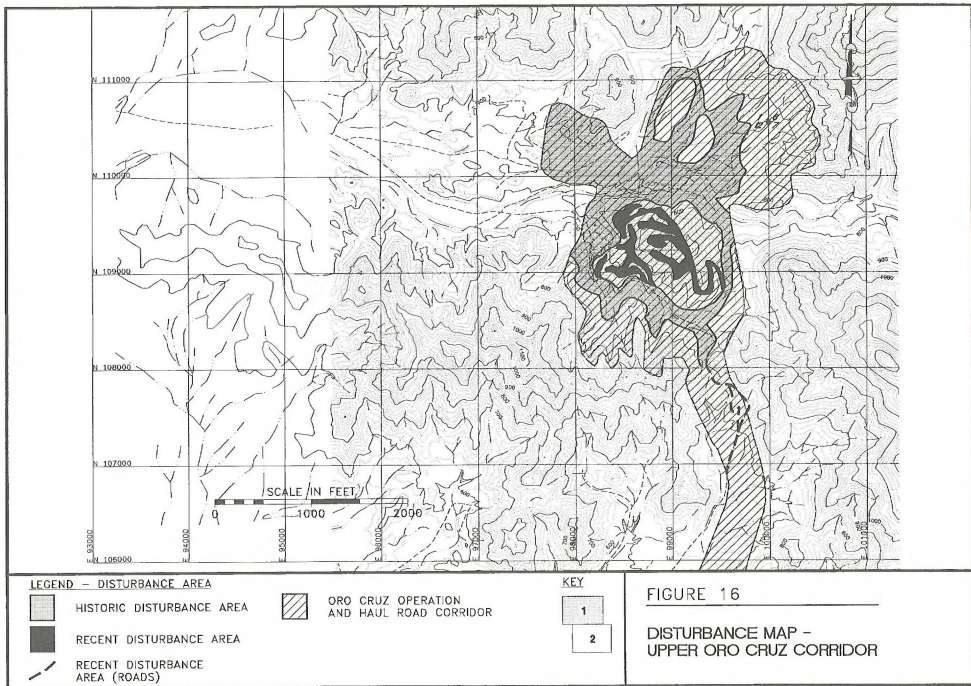 N 111000
N 110000
N 109000
N 108000
N 107000
N 106000
E 93000
E 94000
E 95000
E 96000
E 97000
E 98000
E 99000
E 100000
E 101000
SCALE IN FEET
0 1000 2000
LEGEND – DISTURBANCE AREA
HISTORIC DISTURBANCE AREA
RECENT DISTURBANCE AREA
RECENT DISTURBANCE
AREA (ROADS)
ORO CRUZ OPERATION
AND HAUL ROAD CORRIDOR
KEY
1
2
FIGURE 16
DISTURBANCE MAP –
UPPER ORO CRUZ CORRIDOR